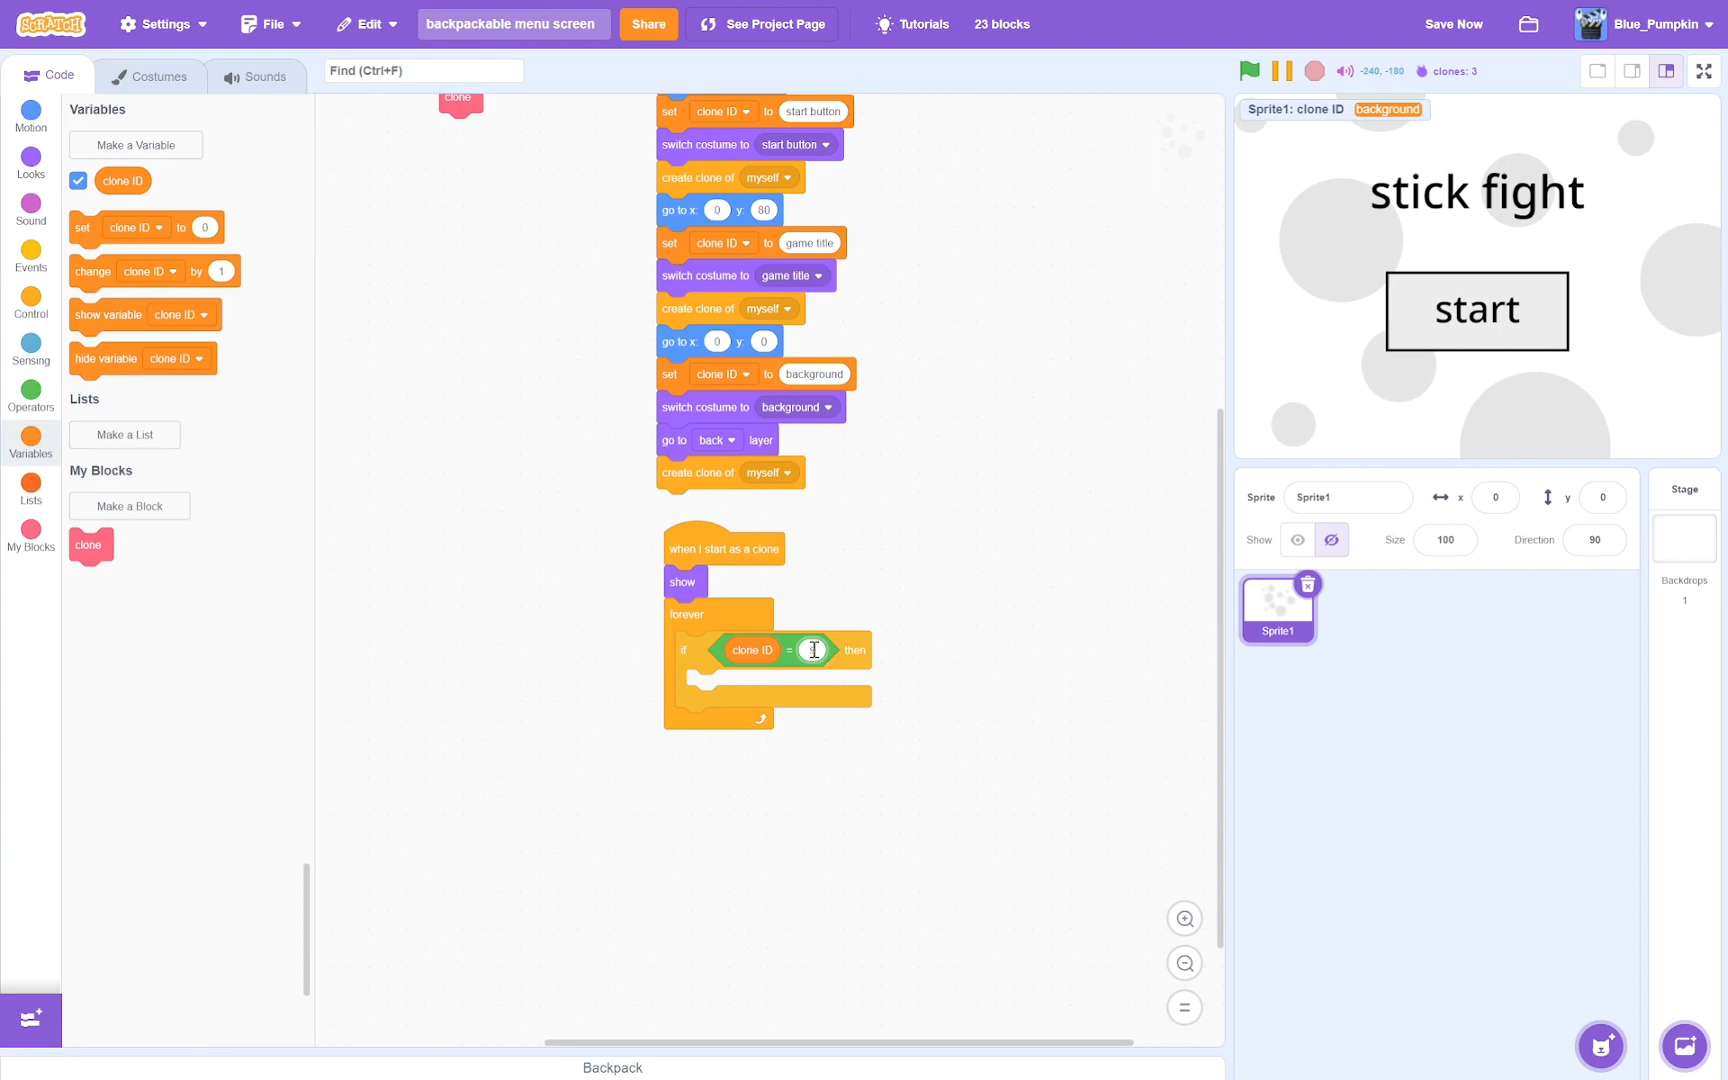 SCRATCH
Settings
File
Edit
backpackable menu screen
Share
See Project Page
Tutorials
23 blocks
Save Now
Blue_Pumpkin
Code
Costumes
Sounds
Find (Ctrl+F)
-240, -180
clones: 3
Motion
Looks
Sound
Events
Control
Sensing
Operators
Variables
Lists
My Blocks
Variables
Make a Variable
clone ID
set clone ID to 0
change clone ID by 1
show variable clone ID
hide variable clone ID
Lists
Make a List
My Blocks
Make a Block
clone
clone
set clone ID to start button
switch costume to start button
create clone of myself
go to x: 0 y: 80
set clone ID to game title
switch costume to game title
create clone of myself
go to x: 0 y: 0
set clone ID to background
switch costume to background
go to back layer
create clone of myself
when I start as a clone
show
forever
if clone ID = then
Backpack
Sprite1: clone ID background
stick fight
start
Sprite Sprite1 x 0 y 0
Show Size 100 Direction 90
Sprite1
Stage
Backdrops
1